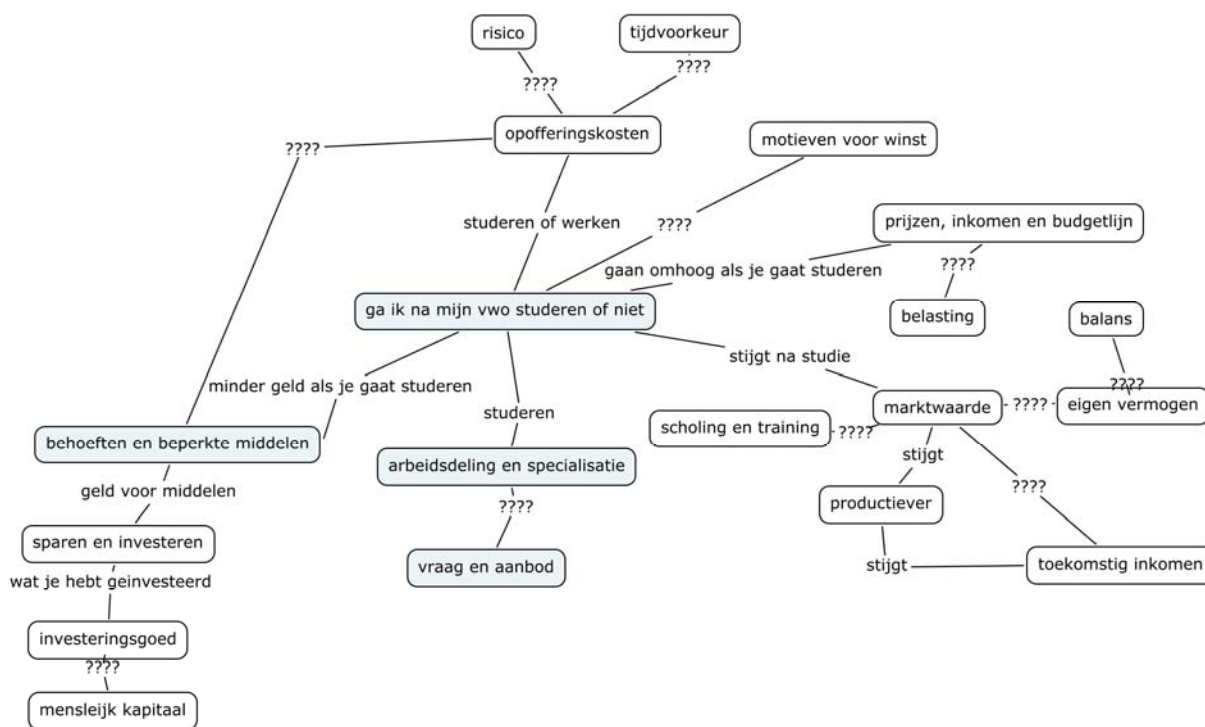 risico
tijdvoorkeur
????
????
opofferingskosten
motieven voor winst
????
studeren of werken
????
prijzen, inkomen en budgetlijn
gaan omhoog als je gaat studeren
????
ga ik na mijn vwo studeren of niet
belasting
balans
stijgt na studie
minder geld als je gaat studeren
????
studeren
marktwaarde
????
eigen vermogen
scholing en training
????
behoeften en beperkte middelen
stijgt
arbeidsdeling en specialisatie
geld voor middelen
????
productiever
????
sparen en investeren
vraag en aanbod
stijgt
toekomstig inkomen
wat je hebt geinvesteerd
investeringsgoed
????
mensleijk kapitaal